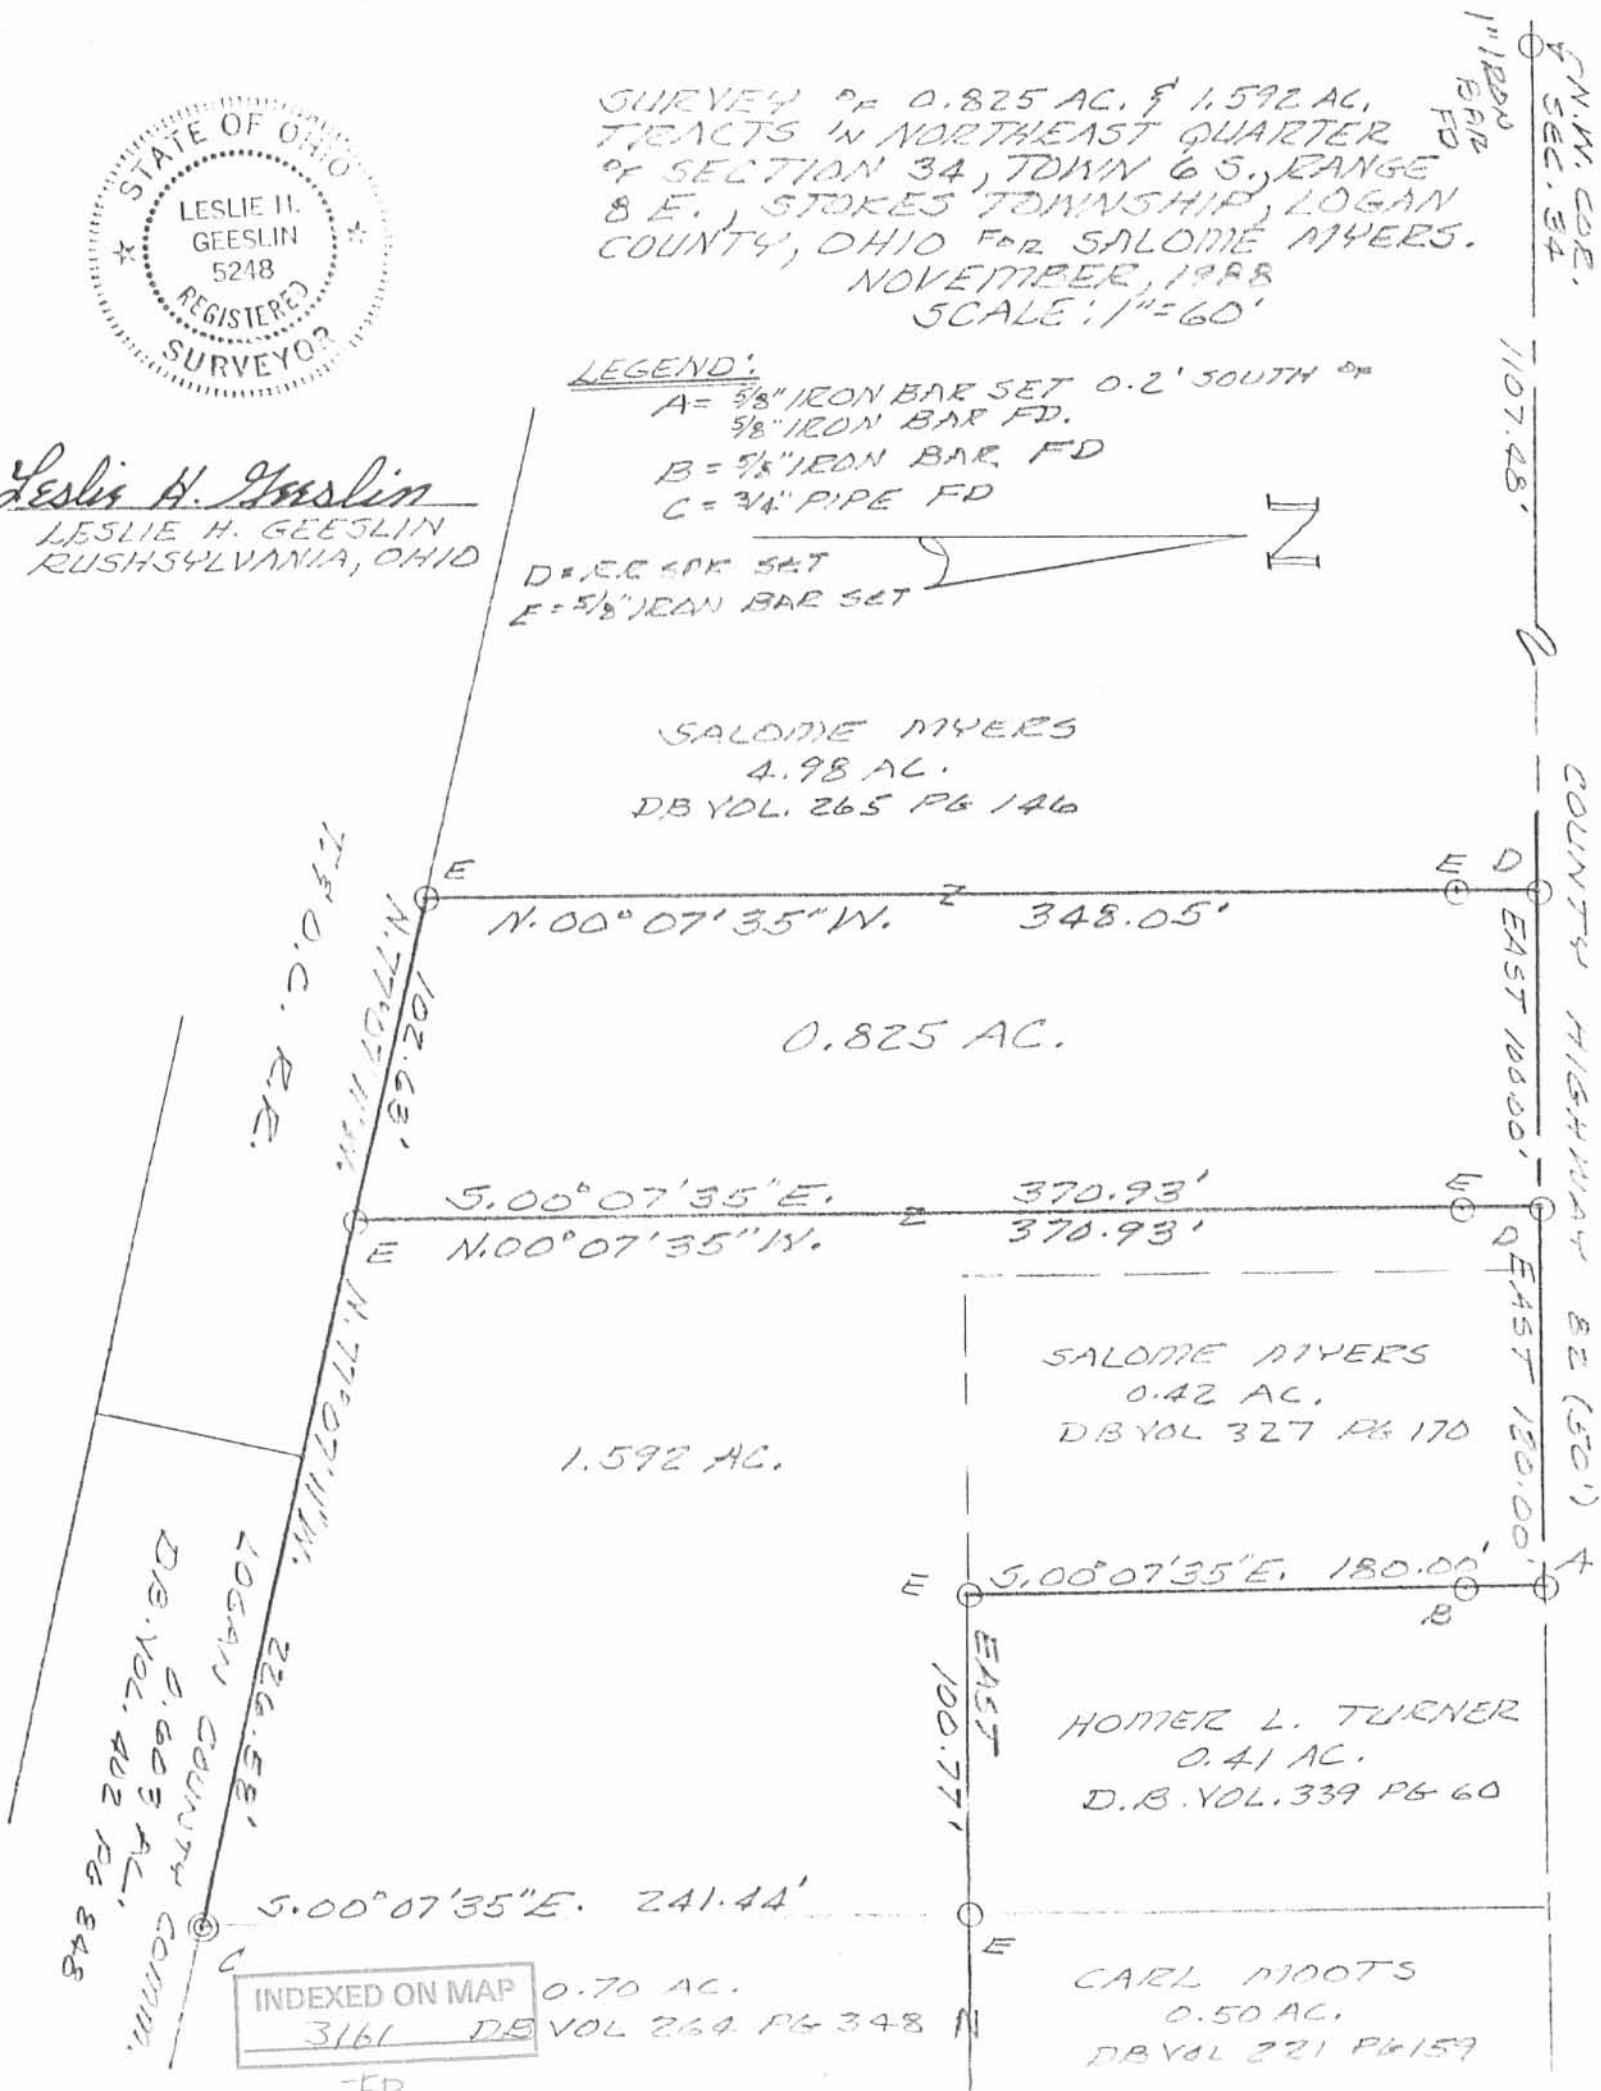 STATE OF OHIO
LESLIE H.
GEESLIN
5248
REGISTERED
SURVEYOR
SURVEY OF 0.825 AC. & 1.592 AC.
TRACTS IN NORTHEAST QUARTER
OF SECTION 34, TOWN 6 S., RANGE
8 E., STOKES TOWNSHIP, LOGAN
COUNTY, OHIO FOR SALOME MYERS.
NOVEMBER, 1988
SCALE: 1"=60'
N.W. COR.
SEC. 34
1" IRON
BAR
FD
1107.48'
LEGEND:
A= 5/8" IRON BAR SET 0.2' SOUTH OF
5/8" IRON BAR FD.
B = 5/8" IRON BAR FD
C = 3/4" PIPE FD
D = R.R SPK SET
E = 5/8" IRON BAR SET
N
Leslie H. Geeslin
LESLIE H. GEESLIN
RUSHSYLVANIA, OHIO
SALOME MYERS
4.98 AC.
DB VOL. 265 PG 146
COUNTY HIGHWAY 82 (50')
T. & O. C. R.R.
E
E
D
N.00°07'35"W. 348.05'
EAST 100.00'
N.77°07'11"W.
102.63'
0.825 AC.
S.00°07'35"E. 370.93'
E
N.00°07'35"W. 370.93'
E
D
EAST 120.00'
SALOME MYERS
0.42 AC.
DB VOL 327 PG 170
1.592 AC.
N.77°07'11"W. 226.58'
E
S.00°07'35"E. 180.00'
B
A
EAST
100.77'
HOMER L. TURNER
0.41 AC.
D.B. VOL. 339 PG 60
LOGAN COUNTY COMM.
0.603 AC.
DB. VOL. 402 PG 848
S.00°07'35"E. 241.44'
C
E
INDEXED ON MAP
3161
0.70 AC.
DB VOL 264 PG 348
CARL MOOTS
0.50 AC.
DB VOL 221 PG 159